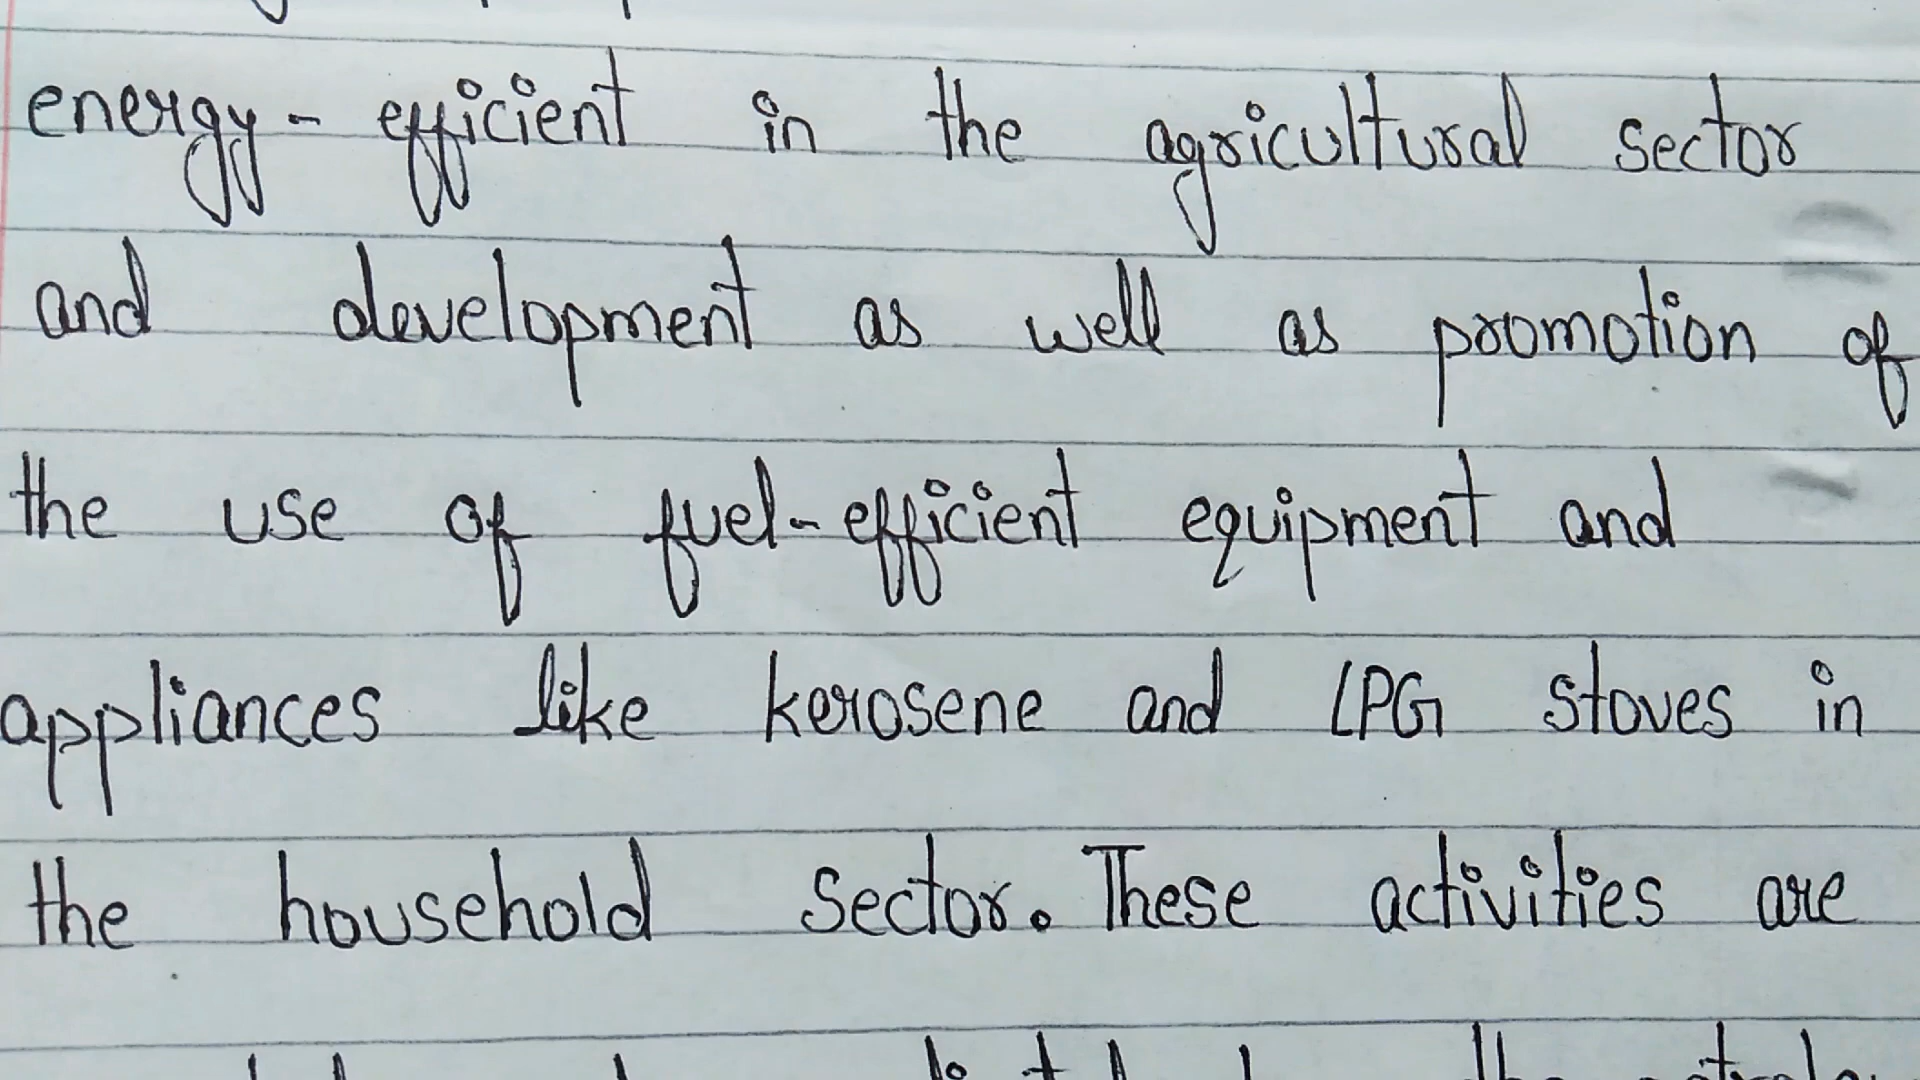 energy-efficient in the agricultural sector
and development as well as promotion of
the use of fuel-efficient equipment and
appliances like kerosene and LPG stoves in
the household sector. These activities are